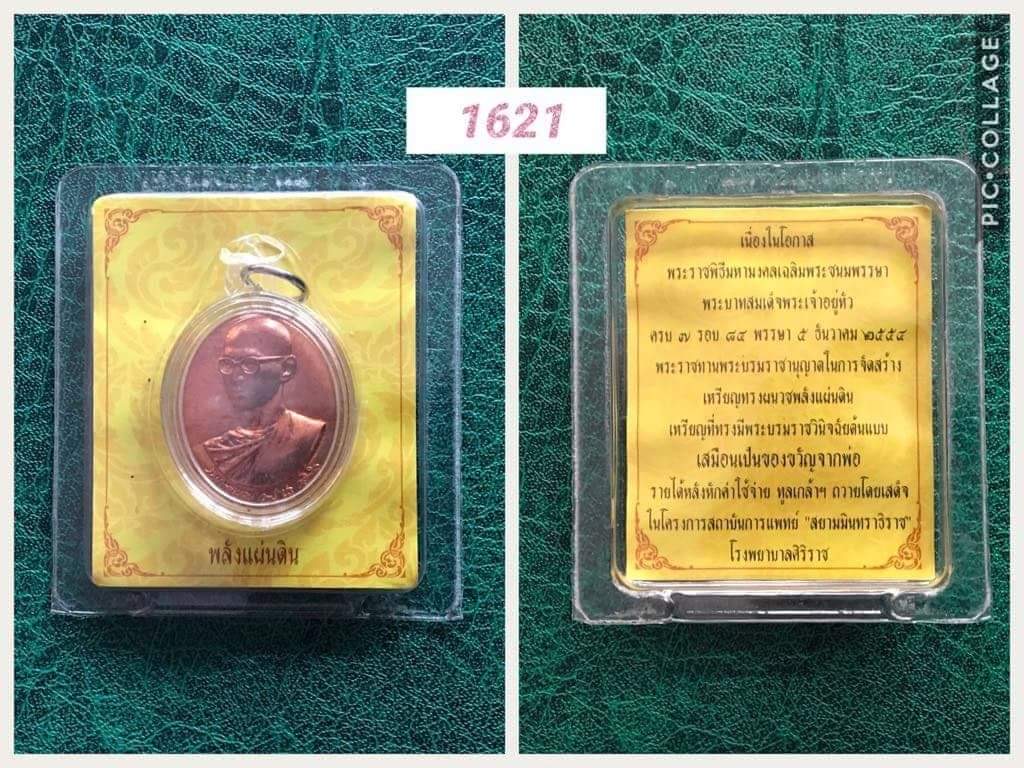 1621
PIC•COLLAGE
พลังแผ่นดิน
เนื่องในโอกาส
พระราชพิธีมหามงคลเฉลิมพระชนมพรรษา
พระบาทสมเด็จพระเจ้าอยู่หัว
ครบ ๗ รอบ ๘๔ พรรษา ๕ ธันวาคม ๒๕๕๔
พระราชทานพระบรมราชานุญาตในการจัดสร้าง
เหรียญทรงผนวชพลังแผ่นดิน
เหรียญที่ทรงมีพระบรมราชวินิจฉัยต้นแบบ
เสมือนเป็นของขวัญจากพ่อ
รายได้หลังหักค่าใช้จ่าย ทูลเกล้าฯ ถวายโดยเสด็จ
ในโครงการสถาบันการแพทย์ "สยามมินทราธิราช"
โรงพยาบาลศิริราช